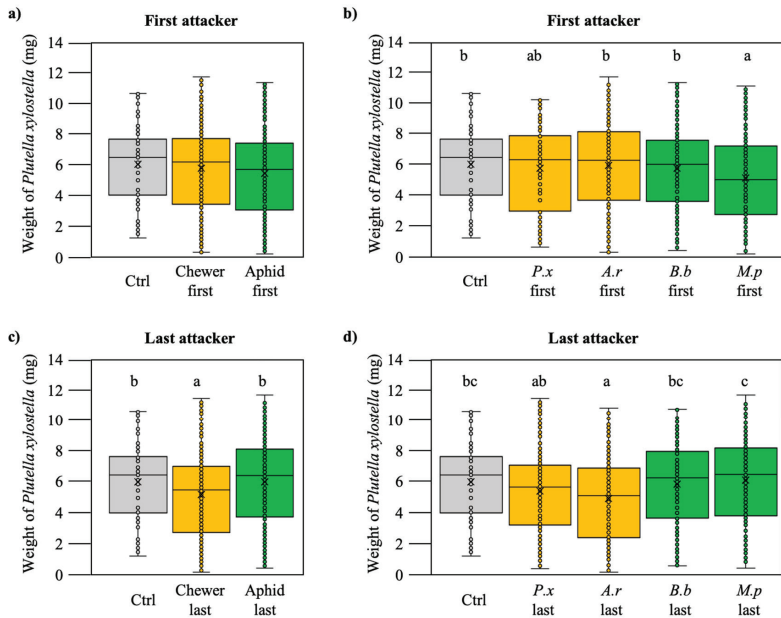 a)
First attacker
Weight of Plutella xylostella (mg)
14
12
10
8
6
4
2
0
Ctrl
Chewer
first
Aphid
first
b)
First attacker
Weight of Plutella xylostella (mg)
14
12
10
8
6
4
2
0
b
ab
b
b
a
Ctrl
P.x
first
A.r
first
B.b
first
M.p
first
c)
Last attacker
Weight of Plutella xylostella (mg)
14
12
10
8
6
4
2
0
b
a
b
Ctrl
Chewer
last
Aphid
last
d)
Last attacker
Weight of Plutella xylostella (mg)
14
12
10
8
6
4
2
0
bc
ab
a
bc
c
Ctrl
P.x
last
A.r
last
B.b
last
M.p
last